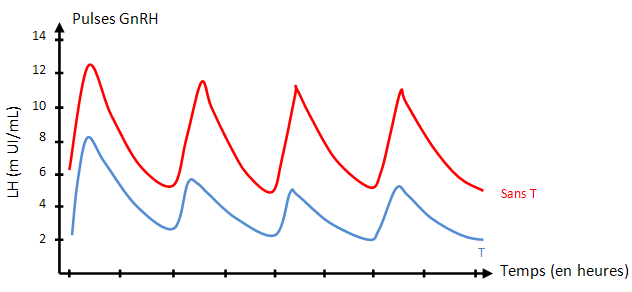 Pulses GnRH
LH (m UI/mL)
14
12
10
8
6
4
2
Sans T
T
Temps (en heures)